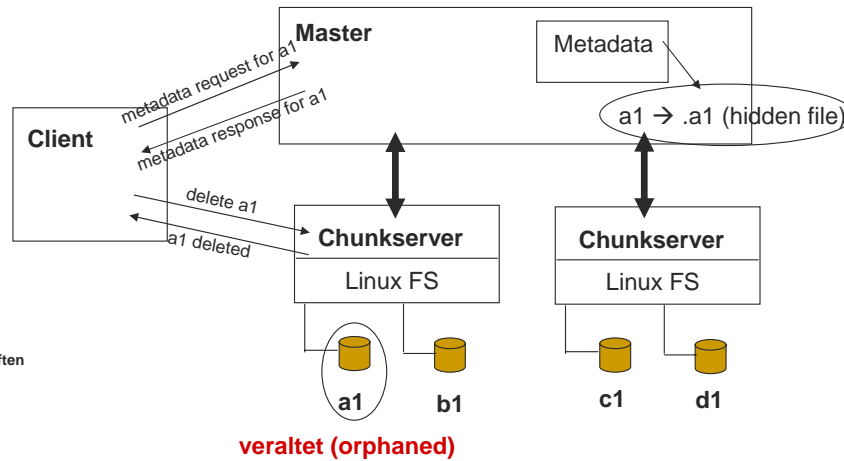 Master
Metadata
metadata request for a1
metadata response for a1
a1 → .a1 (hidden file)
Client
delete a1
a1 deleted
Chunkserver
Linux FS
Chunkserver
Linux FS
ften
a1
b1
c1
d1
veraltet (orphaned)